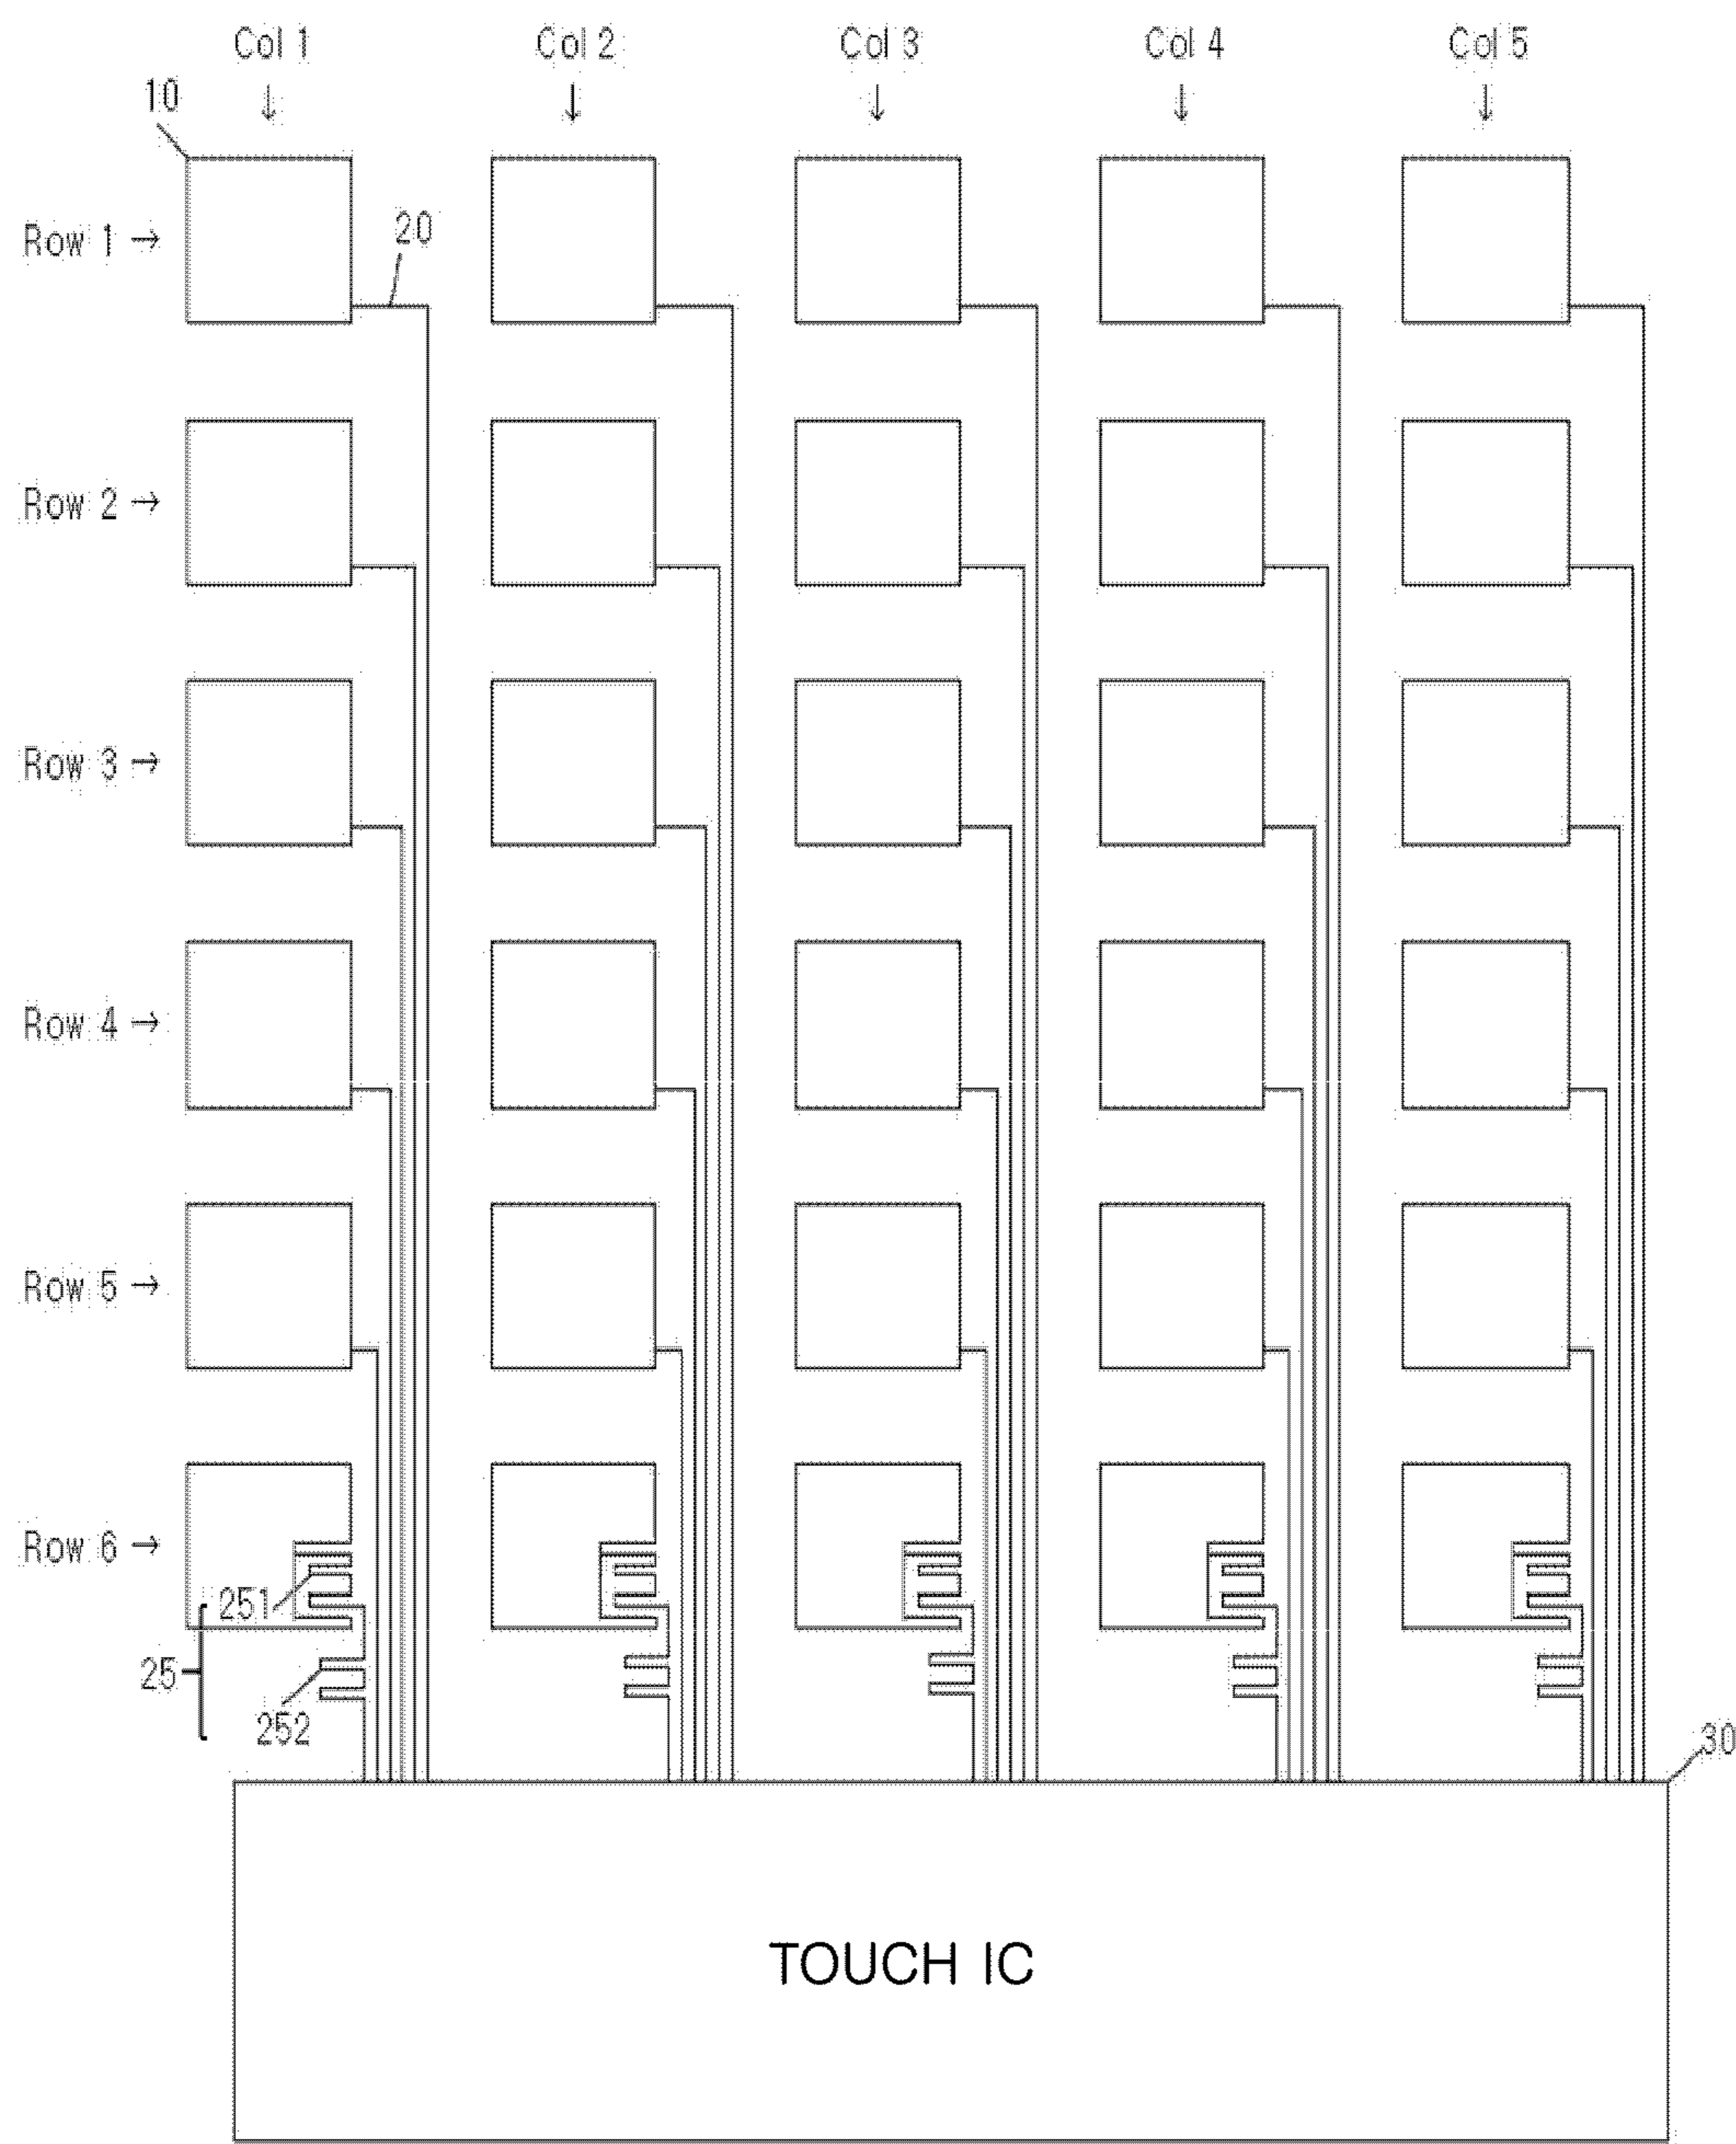 Col 1 Col 2 Col 3 Col 4 Col 5
↓ ↓ ↓ ↓ ↓
10
Row 1 →
20
Row 2 →
Row 3 →
Row 4 →
Row 5 →
Row 6 →
251
25
252
30
TOUCH IC